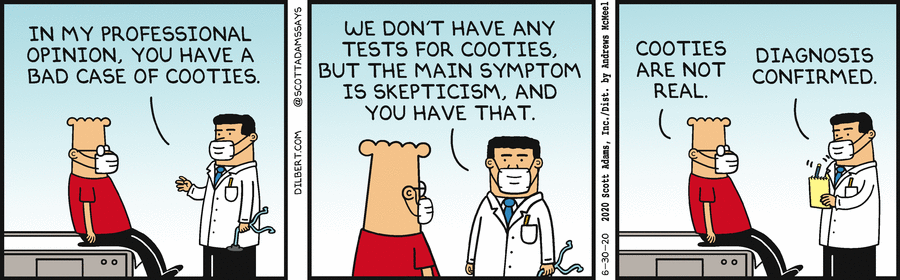 IN MY PROFESSIONAL
OPINION, YOU HAVE A
BAD CASE OF COOTIES.
DILBERT.COM @SCOTTADAMSSAYS
WE DON'T HAVE ANY
TESTS FOR COOTIES,
BUT THE MAIN SYMPTOM
IS SKEPTICISM, AND
YOU HAVE THAT.
6-30-20 2020 Scott Adams, Inc./Dist. by Andrews McMeel
COOTIES
ARE NOT
REAL.
DIAGNOSIS
CONFIRMED.